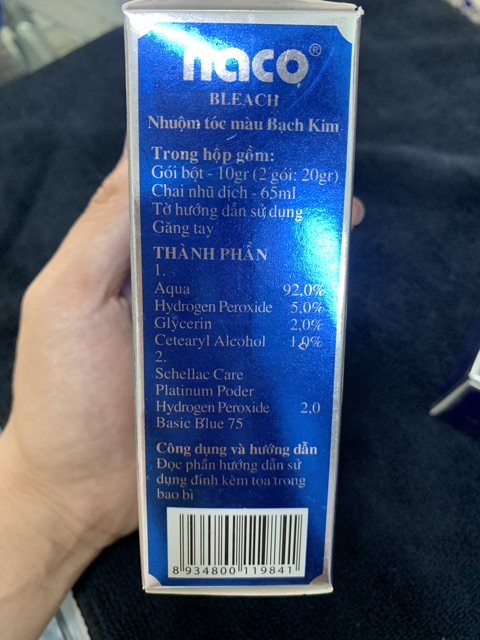 naco®
BLEACH
Nhuộm tóc màu Bạch Kim
Trong hộp gồm:
Gói bột - 10gr (2 gói: 20gr)
Chai nhũ dịch - 65ml
Tờ hướng dẫn sử dụng
Găng tay
THÀNH PHẦN
1.
Aqua 92,0%
Hydrogen Peroxide 5,0%
Glycerin 2,0%
Cetearyl Alcohol 1,0%
2.
Schellac Care
Platinum Poder
Hydrogen Peroxide 2.0
Basic Blue 75
Công dụng và hướng dẫn
Đọc phần hướng dẫn sử
dụng đính kèm toa trong
bao bì
8 934800 119841